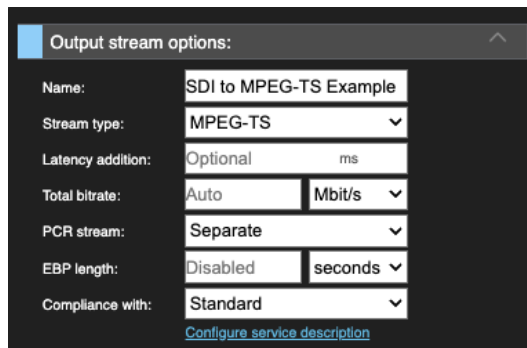 Output stream options:
Name: SDI to MPEG-TS Example
Stream type: MPEG-TS
Latency addition: Optional ms
Total bitrate: Auto Mbit/s
PCR stream: Separate
EBP length: Disabled seconds
Compliance with: Standard
Configure service description